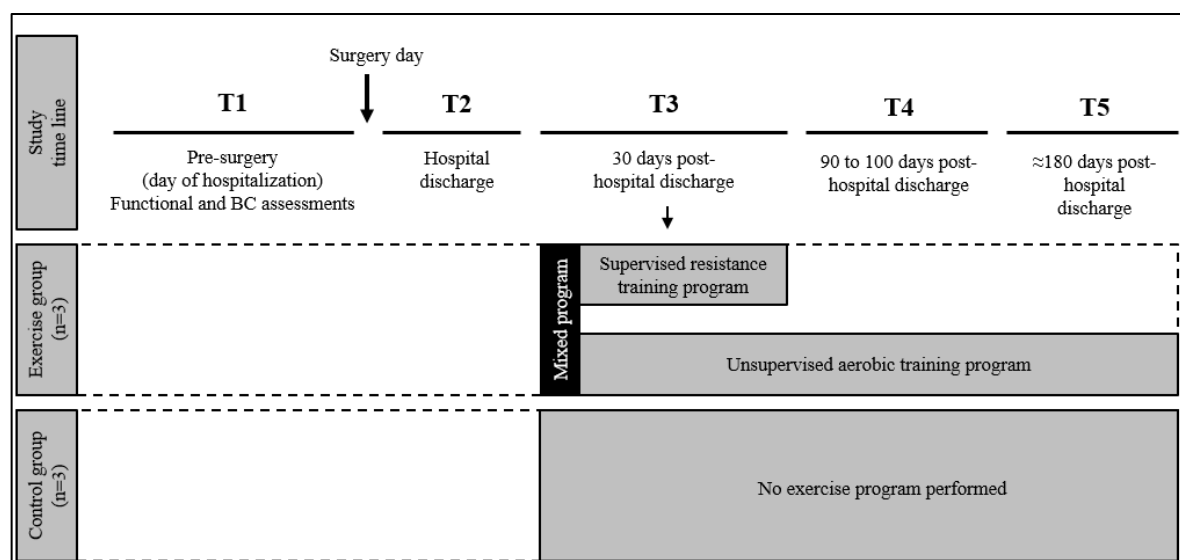 Study
time line
Surgery day
T1
T2
T3
T4
T5
Pre-surgery
(day of hospitalization)
Functional and BC assessments
Hospital
discharge
30 days post-
hospital discharge
90 to 100 days post-
hospital discharge
≈180 days post-
hospital
discharge
Exercise group
(n=3)
Mixed program
Supervised resistance
training program
Unsupervised aerobic training program
Control group
(n=3)
No exercise program performed